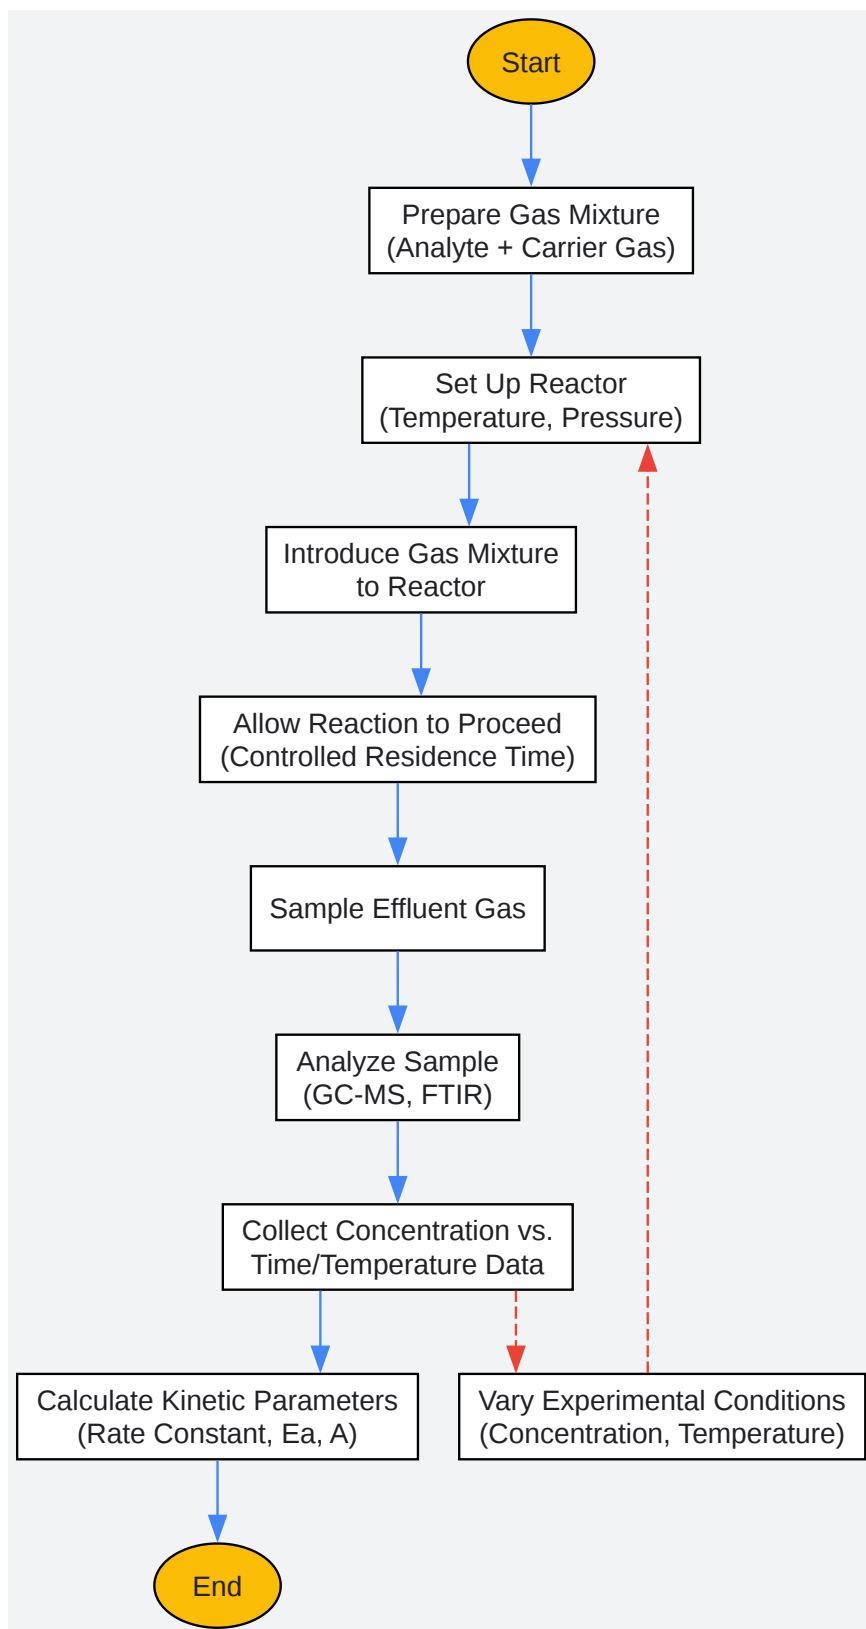 Start
Prepare Gas Mixture
(Analyte + Carrier Gas)
Set Up Reactor
(Temperature, Pressure)
Introduce Gas Mixture
to Reactor
Allow Reaction to Proceed
(Controlled Residence Time)
Sample Effluent Gas
Analyze Sample
(GC-MS, FTIR)
Collect Concentration vs.
Time/Temperature Data
Calculate Kinetic Parameters
(Rate Constant, Ea, A)
Vary Experimental Conditions
(Concentration, Temperature)
End